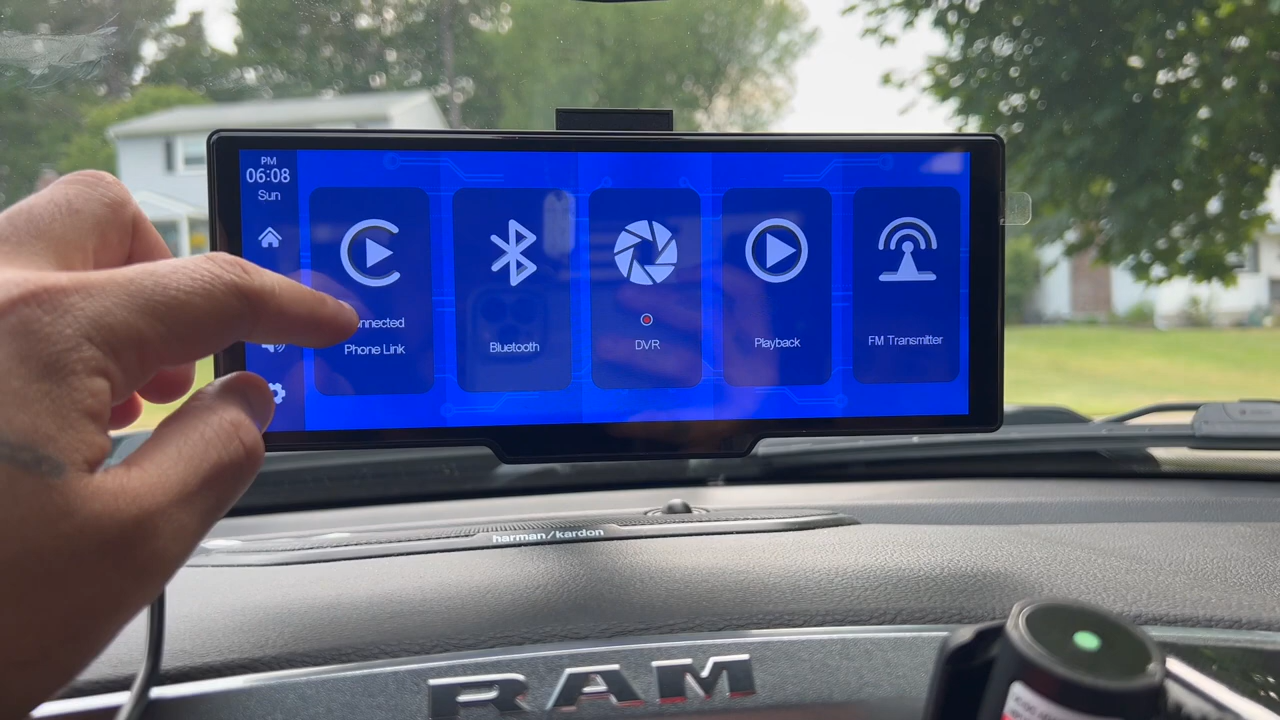 PM
06:08
Sun
Phone Link
Bluetooth
DVR
Playback
FM Transmitter
harman/kardon
RAM